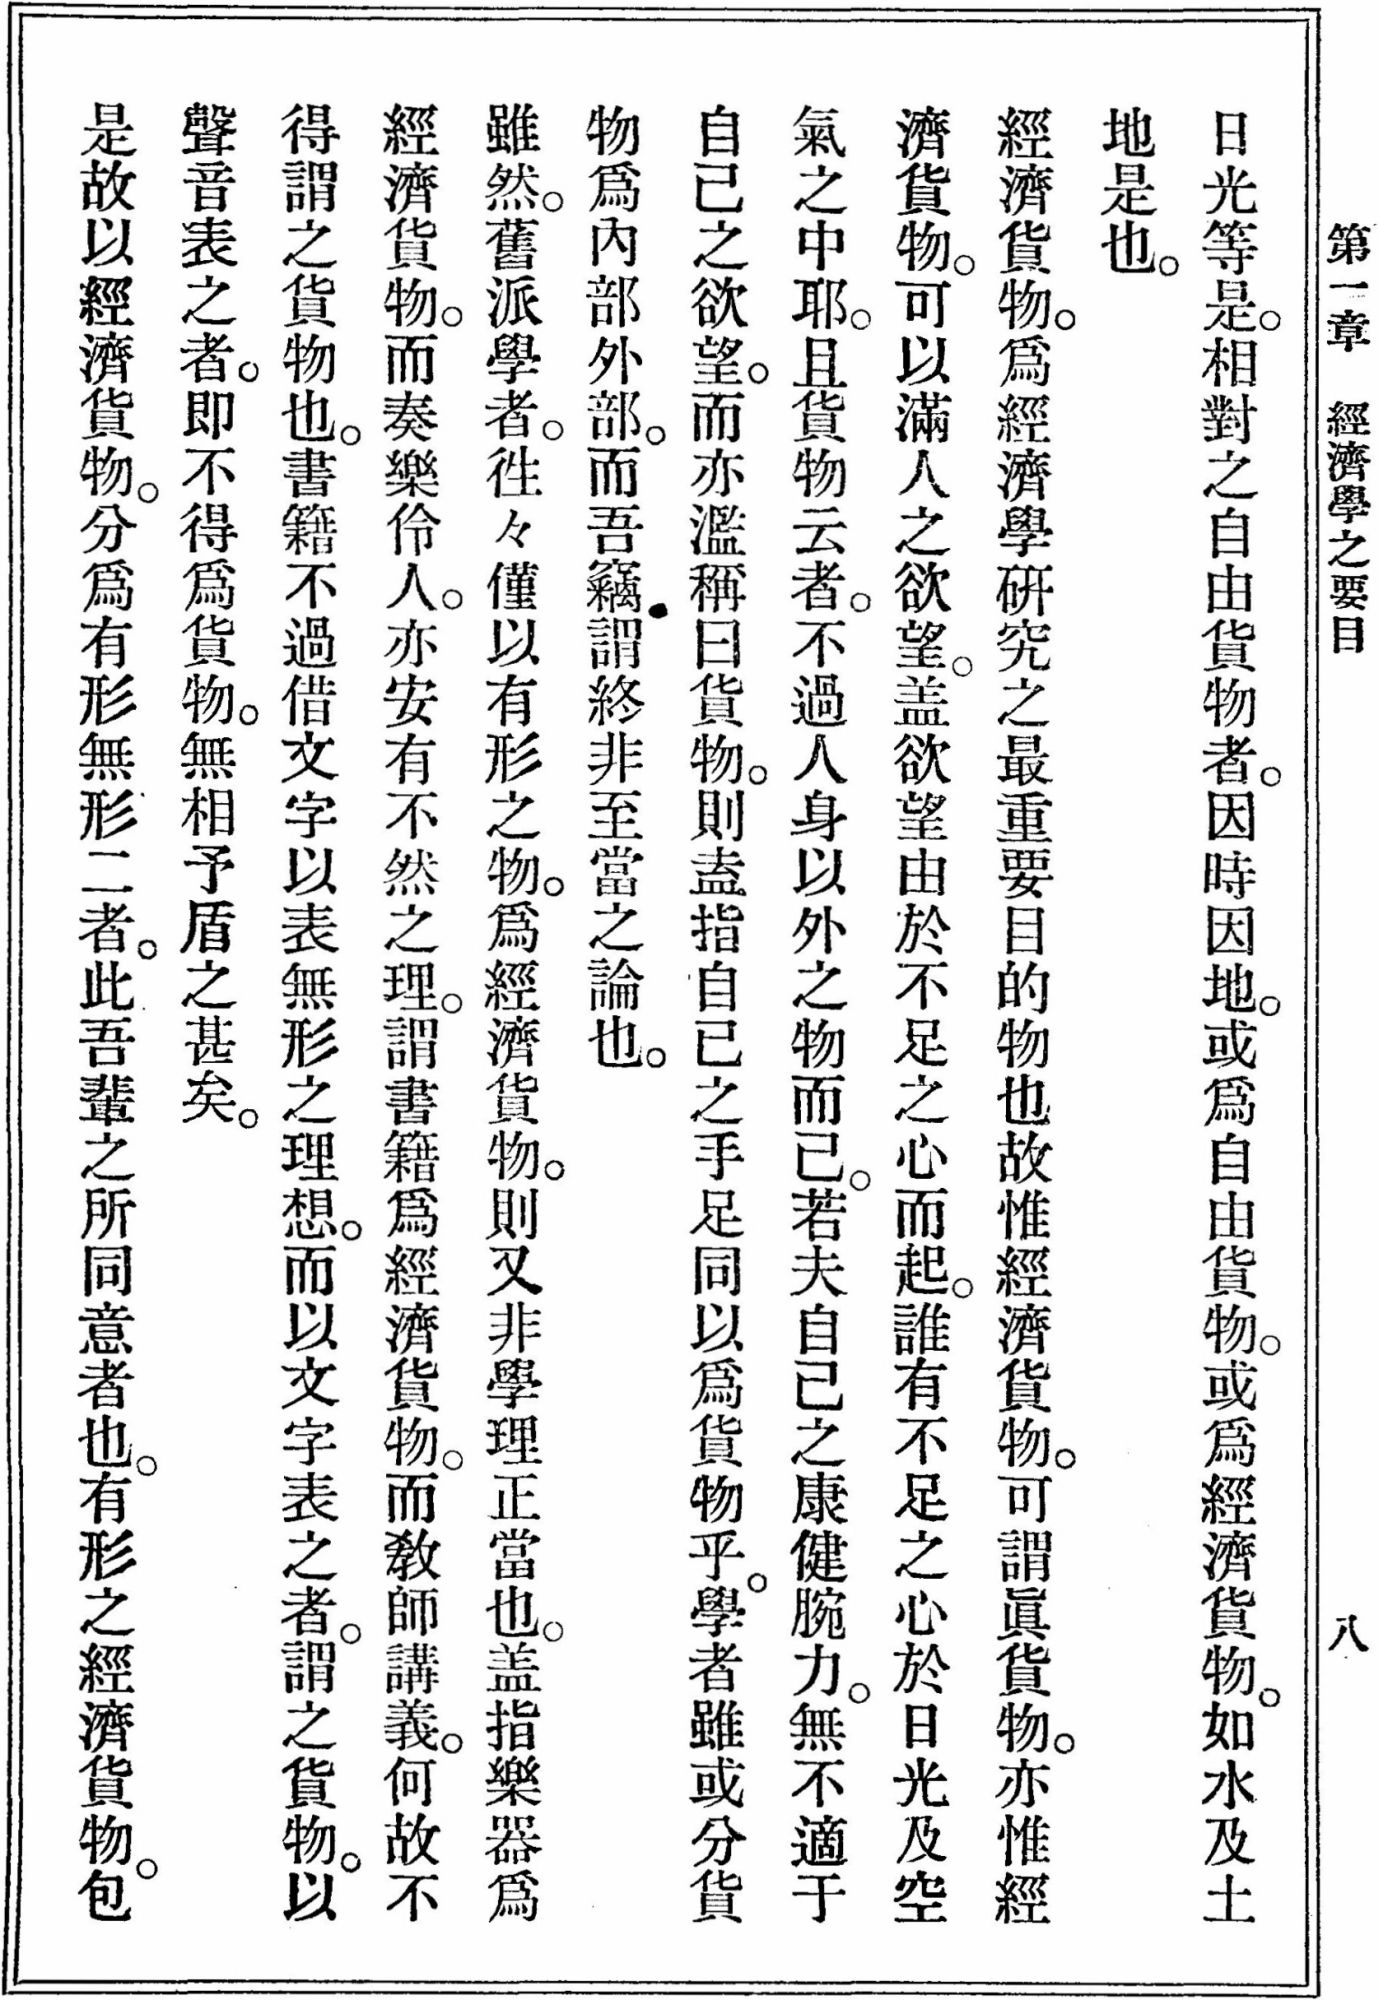 第一章　經濟學之要目　八
日光等是。相對之自由貨物者。因時因地。或爲自由貨物。或爲經濟貨物。如水及土
地是也。
經濟貨物。爲經濟學硏究之最重要目的物也故惟經濟貨物。可謂眞貨物。亦惟經
濟貨物。可以滿人之欲望。盖欲望由於不足之心而起。誰有不足之心於日光及空
氣之中耶。且貨物云者。不過人身以外之物而已。若夫自己之康健腕力。無不適于
自己之欲望。而亦濫稱曰貨物。則盍指自已之手足同以爲貨物乎。學者雖或分貨
物爲內部外部。而吾竊謂終非至當之論也。
雖然。舊派學者。徃々僅以有形之物。爲經濟貨物。則又非學理正當也。盖指樂器爲
經濟貨物。而奏樂伶人。亦安有不然之理。謂書籍爲經濟貨物。而敎師講義。何故不
得謂之貨物也。書籍不過借文字以表無形之理想。而以文字表之者。謂之貨物。以
聲音表之者。即不得爲貨物。無相予盾之甚矣。
是故以經濟貨物。分爲有形無形二者。此吾輩之所同意者也。有形之經濟貨物。包